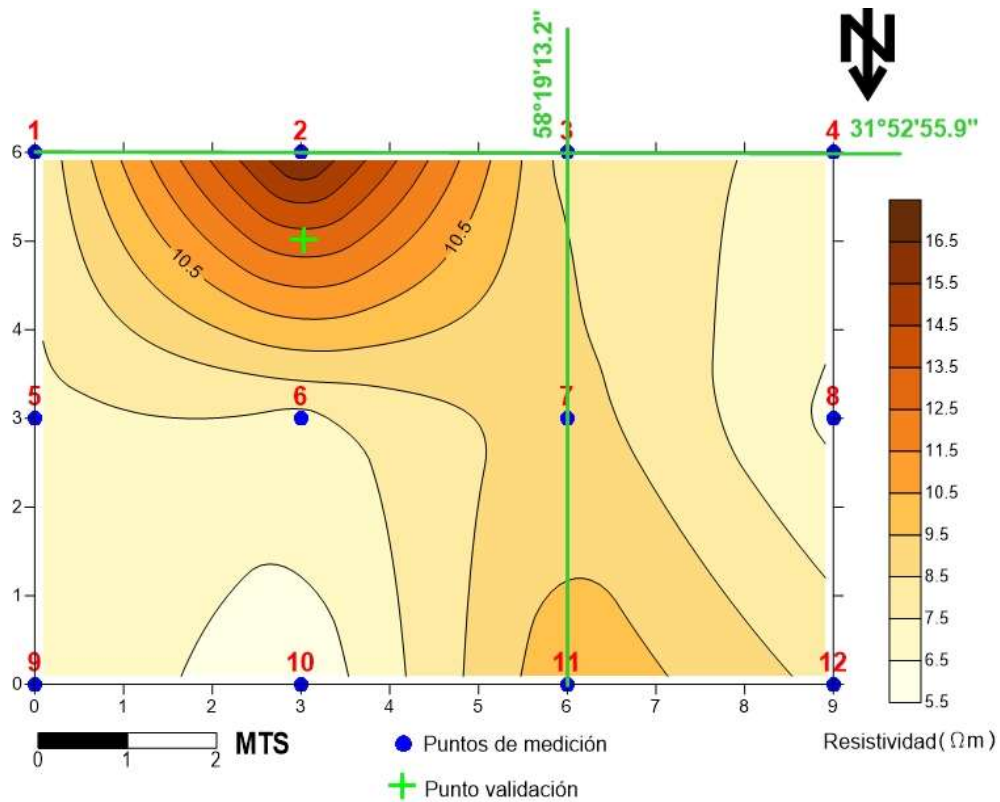 58°19'13.2"
N
1 2 3 4
31°52'55.9"
6
5
4
3
2
1
0
10.5 10.5
5 6 7 8
9 10 11 12
0 1 2 3 4 5 6 7 8 9
16.5
15.5
14.5
13.5
12.5
11.5
10.5
9.5
8.5
7.5
6.5
5.5
MTS
0 1 2
Puntos de medición
Punto validación
Resistividad(Ωm)